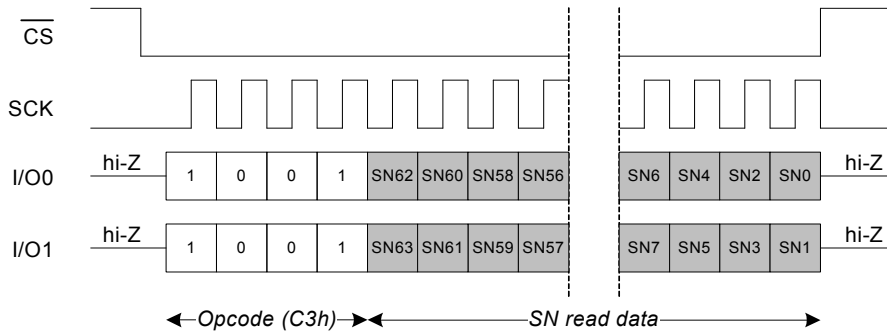 CS
SCK
hi-Z hi-Z
I/O0 1 0 0 1 SN62 SN60 SN58 SN56 SN6 SN4 SN2 SN0
hi-Z hi-Z
I/O1 1 0 0 1 SN63 SN61 SN59 SN57 SN7 SN5 SN3 SN1
Opcode (C3h) SN read data